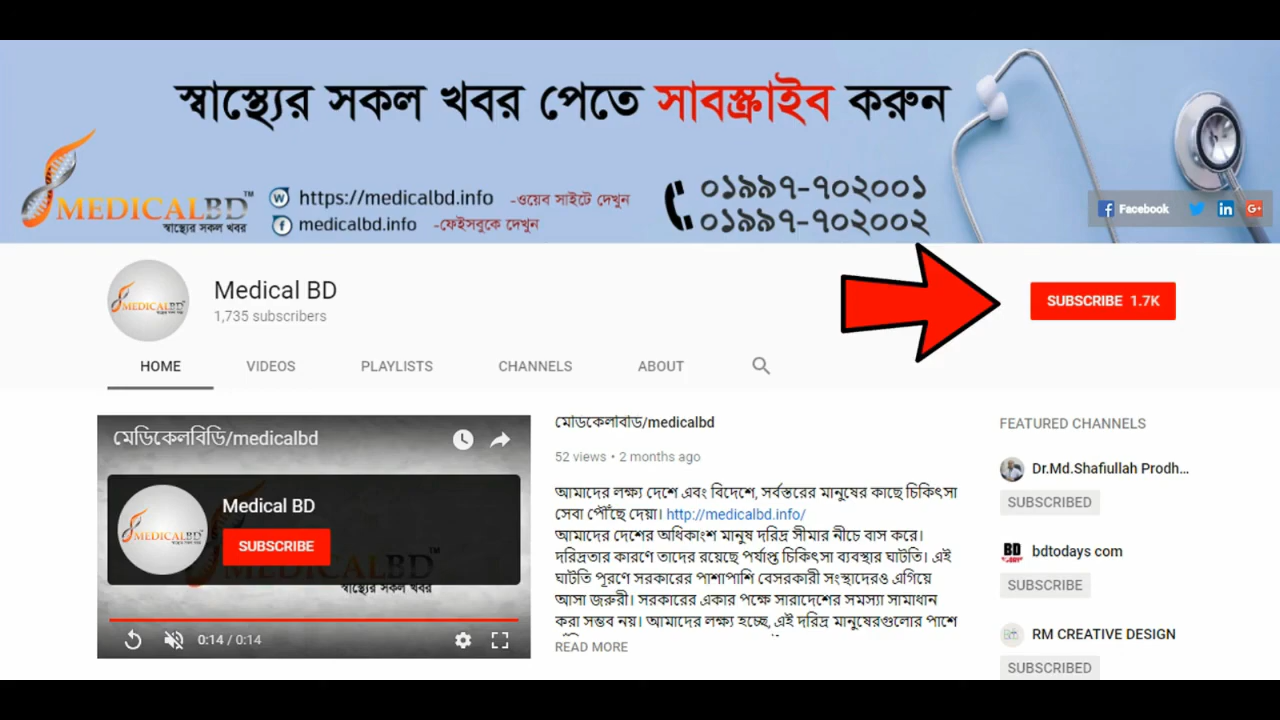 স্বাস্থ্যের সকল খবর পেতে সাবস্ক্রাইব করুন
MEDICALBD™
স্বাস্থ্যের সকল খবর
https://medicalbd.info -ওয়েব সাইটে দেখুন
medicalbd.info -ফেইসবুকে দেখুন
০১৯৯৭-৭০২০০১
০১৯৯৭-৭০২০০২
Facebook
Medical BD
1,735 subscribers
SUBSCRIBE 1.7K
MEDICALBD
HOME VIDEOS PLAYLISTS CHANNELS ABOUT
মেডিকেলবিডি/medicalbd
Medical BD
SUBSCRIBE
MEDICALBD
MEDICALBD™
স্বাস্থ্যের সকল খবর
0:14 / 0:14
মেডিকেলবিডি/medicalbd
52 views • 2 months ago
আমাদের লক্ষ্য দেশে এবং বিদেশে, সর্বস্তরের মানুষের কাছে চিকিৎসা
সেবা পৌঁছে দেয়া। http://medicalbd.info/
আমাদের দেশের অধিকাংশ মানুষ দরিদ্র সীমার নীচে বাস করে।
দরিদ্রতার কারণে তাদের রয়েছে পর্যাপ্ত চিকিৎসা ব্যবস্থার ঘাটতি। এই
ঘাটতি পূরণে সরকারের পাশাপাশি বেসরকারী সংস্থাদেরও এগিয়ে
আসা জরুরী। সরকারের একার পক্ষে সারাদেশের সমস্যা সামাধান
করা সম্ভব নয়। আমাদের লক্ষ্য হচ্ছে, এই দরিদ্র মানুষেরগুলোর পাশে
READ MORE
FEATURED CHANNELS
Dr.Md.Shafiullah Prodh...
SUBSCRIBED
bdtodays com
SUBSCRIBE
RM CREATIVE DESIGN
SUBSCRIBED